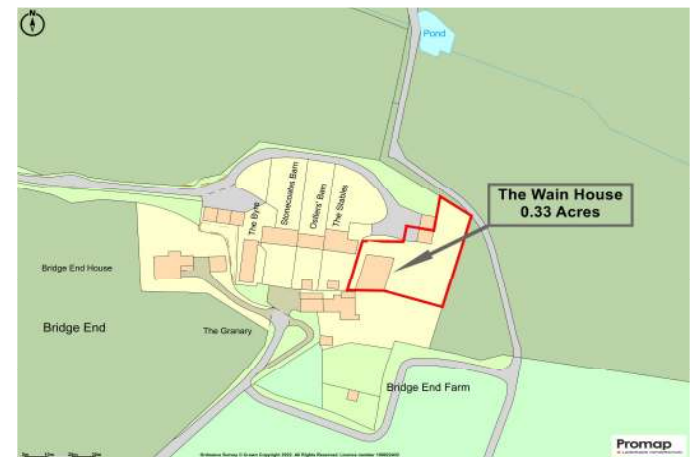 Pond
The Wain House
0.33 Acres
The Byre
Stonecoates Barn
Ostlers' Barn
The Stables
Bridge End House
Bridge End
The Granary
Bridge End Farm
Promap